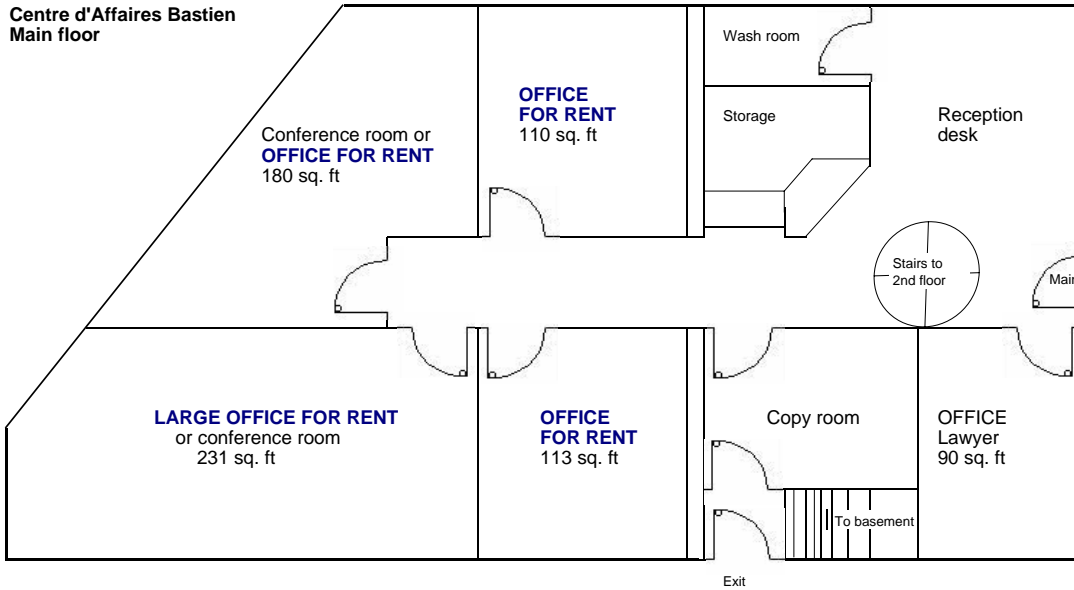 Centre d'Affaires Bastien
Main floor
Wash room
OFFICE
FOR RENT
110 sq. ft
Storage
Reception
desk
Conference room or
OFFICE FOR RENT
180 sq. ft
Stairs to
2nd floor
Main
LARGE OFFICE FOR RENT
or conference room
231 sq. ft
OFFICE
FOR RENT
113 sq. ft
Copy room
OFFICE
Lawyer
90 sq. ft
To basement
Exit